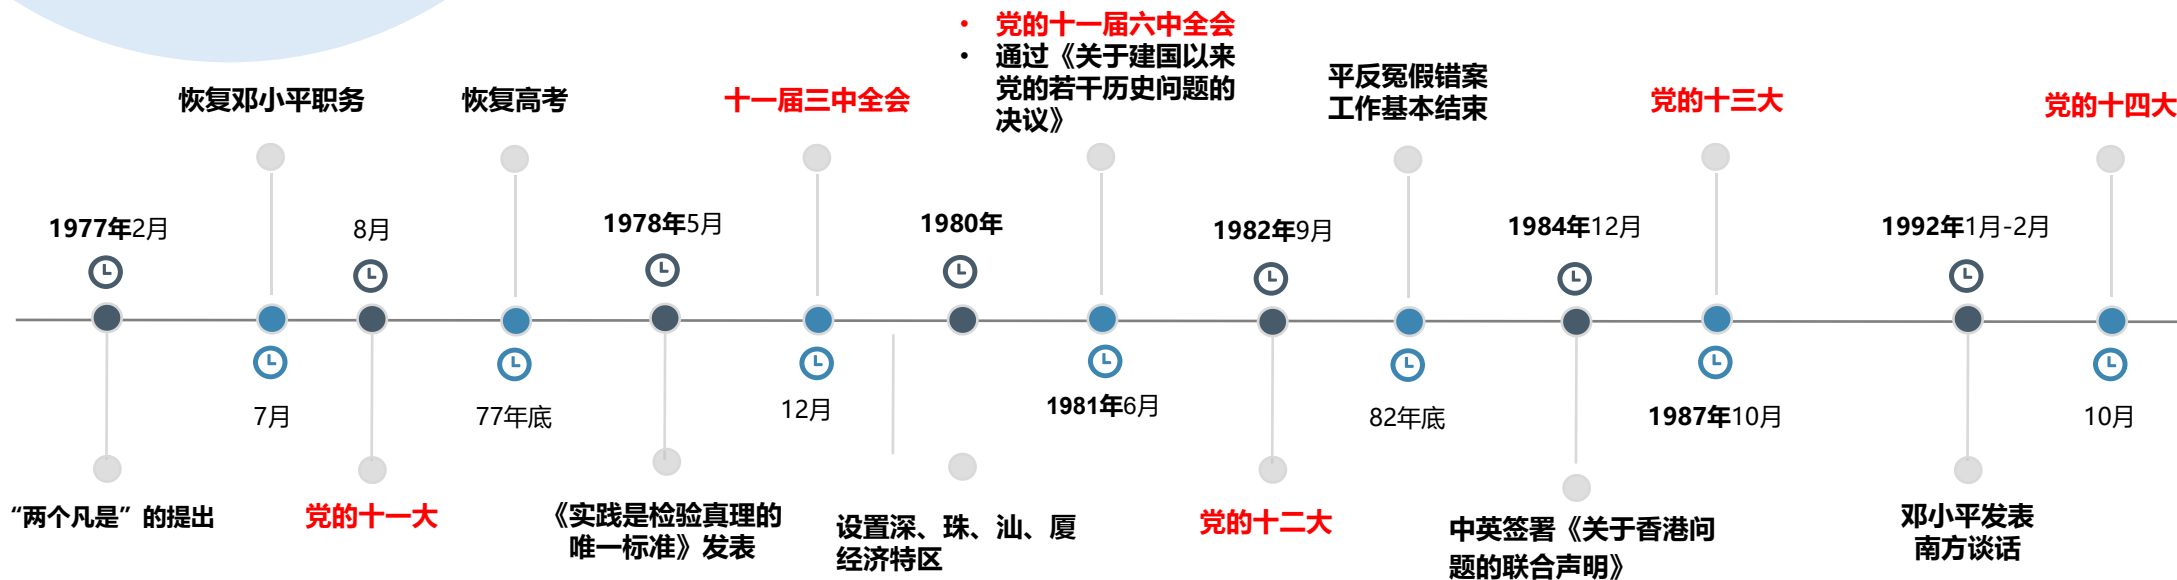 • 党的十一届六中全会
• 通过《关于建国以来
党的若干历史问题的
决议》
恢复邓小平职务
恢复高考
十一届三中全会
平反冤假错案
工作基本结束
党的十三大
党的十四大
1977年2月
8月
1978年5月
1980年
1982年9月
1984年12月
1992年1月-2月
7月
77年底
12月
1981年6月
82年底
1987年10月
10月
“两个凡是”的提出
党的十一大
《实践是检验真理的
唯一标准》发表
设置深、珠、汕、厦
经济特区
党的十二大
中英签署《关于香港问
题的联合声明》
邓小平发表
南方谈话